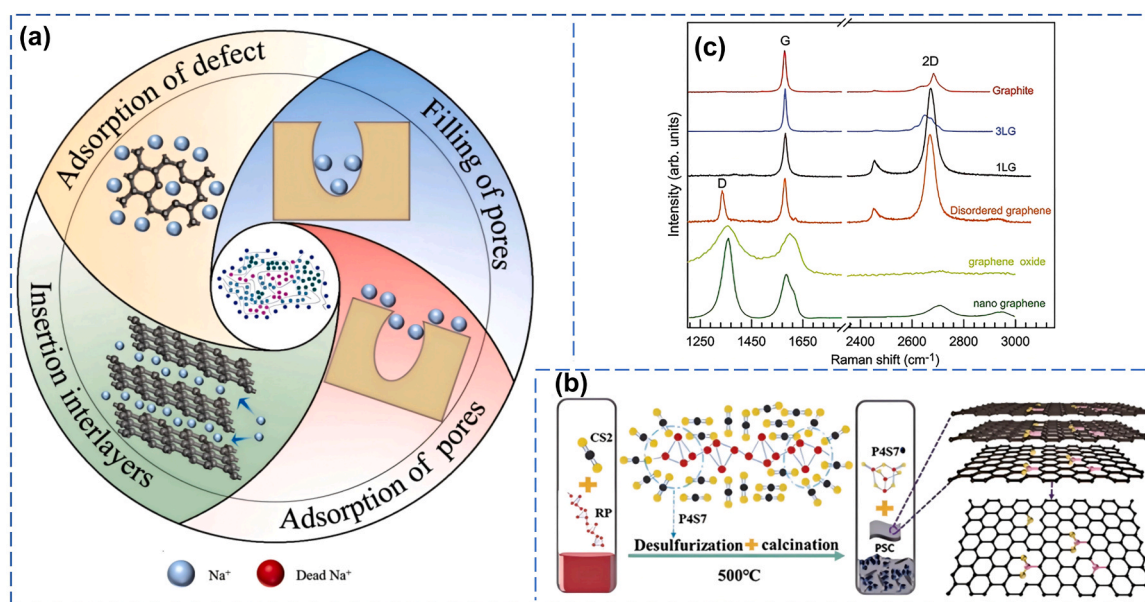 (a)
Adsorption of defect
Filling of pores
Insertion interlayers
Adsorption of pores
Na⁺
Dead Na⁺
(c)
G
2D
D
Graphite
3LG
1LG
Disordered graphene
graphene oxide
nano graphene
Intensity (arb. units)
1250 1450 1650 2400 2600 2800 3000
Raman shift (cm⁻¹)
(b)
CS2
RP
P4S7
Desulfurization + calcination
500℃
P4S7
PSC